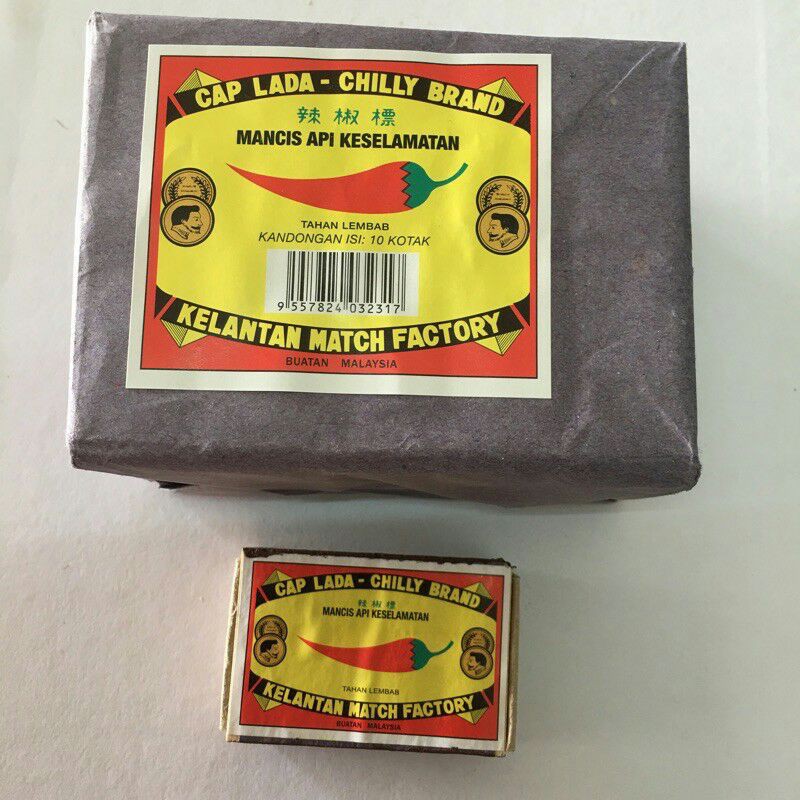 CAP LADA - CHILLY BRAND
辣椒標
MANCIS API KESELAMATAN
TAHAN LEMBAB
KANDONGAN ISI: 10 KOTAK
9 557824 032317
KELANTAN MATCH FACTORY
BUATAN MALAYSIA
CAP LADA - CHILLY BRAND
辣椒標
MANCIS API KESELAMATAN
TAHAN LEMBAB
KELANTAN MATCH FACTORY
BUATAN MALAYSIA